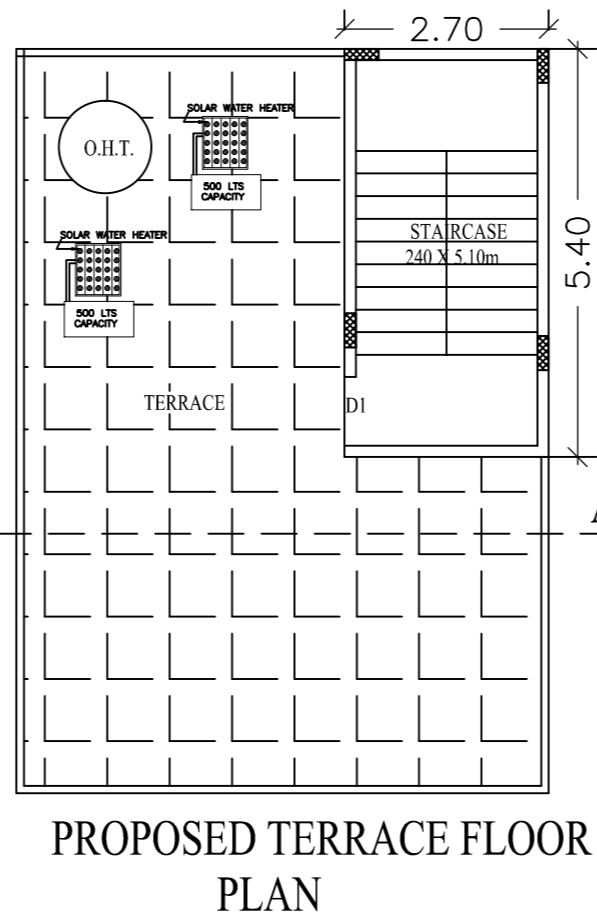 2.70
SOLAR WATER HEATER
O.H.T.
500 LTS
CAPACITY
STAIRCASE
240 X 5.10m
5.40
SOLAR WATER HEATER
500 LTS
CAPACITY
TERRACE
D1
PROPOSED TERRACE FLOOR
PLAN